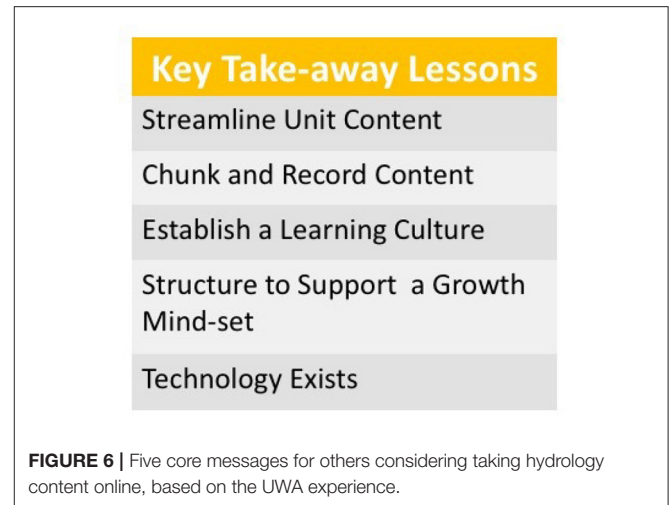 Key Take-away Lessons
Streamline Unit Content
Chunk and Record Content
Establish a Learning Culture
Structure to Support a Growth
Mind-set
Technology Exists
FIGURE 6 | Five core messages for others considering taking hydrology
content online, based on the UWA experience.